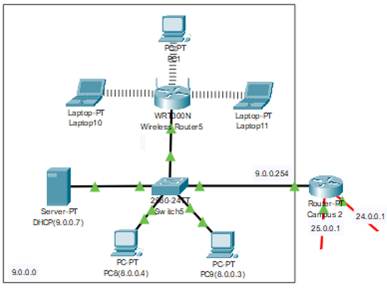 PC-PT
PC1
Laptop-PT
Laptop10
WRT300N
Wireless Router5
Laptop-PT
Laptop11
9.0.0.254
Server-PT
DHCP(9.0.0.7)
2960-24TT
Switch5
Router-PT
Campus 2
24.0.0.1
25.0.0.1
PC-PT
PC8(8.0.0.4)
PC-PT
PC9(8.0.0.3)
9.0.0.0